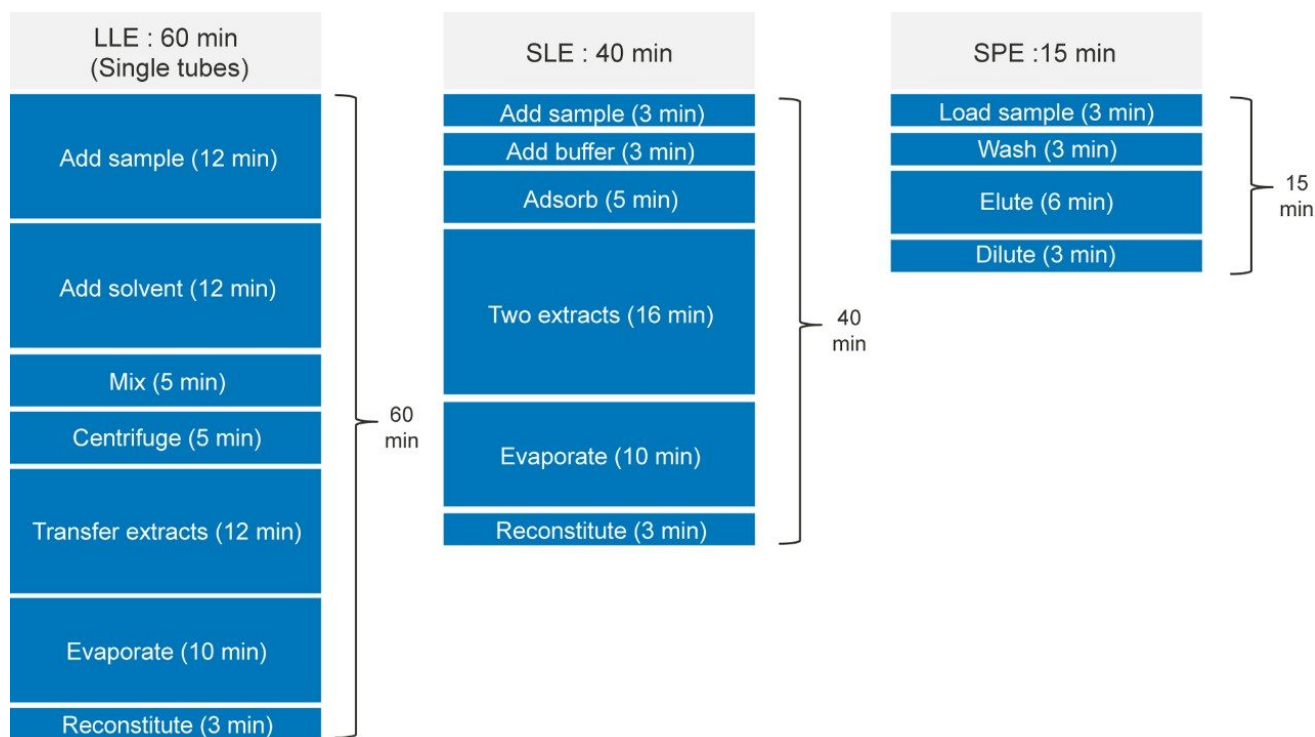 LLE : 60 min
(Single tubes)
Add sample (12 min)
Add solvent (12 min)
Mix (5 min)
Centrifuge (5 min)
Transfer extracts (12 min)
Evaporate (10 min)
Reconstitute (3 min)
60
min
SLE : 40 min
Add sample (3 min)
Add buffer (3 min)
Adsorb (5 min)
Two extracts (16 min)
Evaporate (10 min)
Reconstitute (3 min)
40
min
SPE :15 min
Load sample (3 min)
Wash (3 min)
Elute (6 min)
Dilute (3 min)
15
min